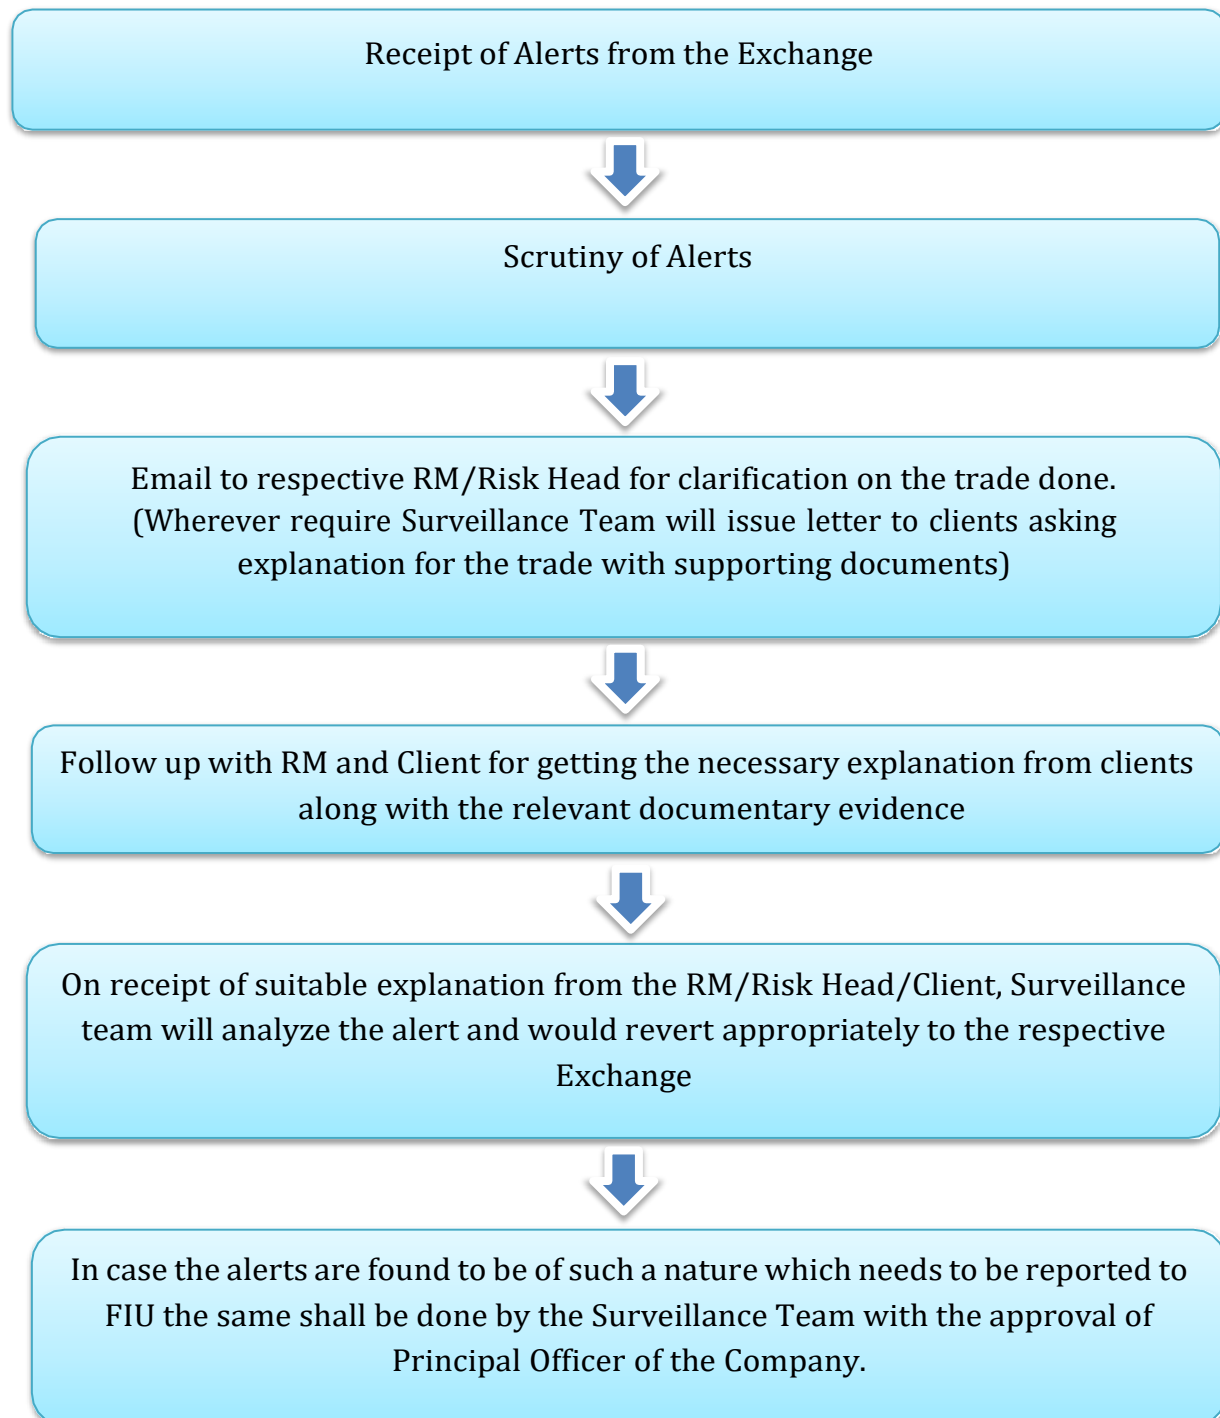 Receipt of Alerts from the Exchange
Scrutiny of Alerts
Email to respective RM/Risk Head for clarification on the trade done.
(Wherever require Surveillance Team will issue letter to clients asking
explanation for the trade with supporting documents)
Follow up with RM and Client for getting the necessary explanation from clients
along with the relevant documentary evidence
On receipt of suitable explanation from the RM/Risk Head/Client, Surveillance
team will analyze the alert and would revert appropriately to the respective
Exchange
In case the alerts are found to be of such a nature which needs to be reported to
FIU the same shall be done by the Surveillance Team with the approval of
Principal Officer of the Company.